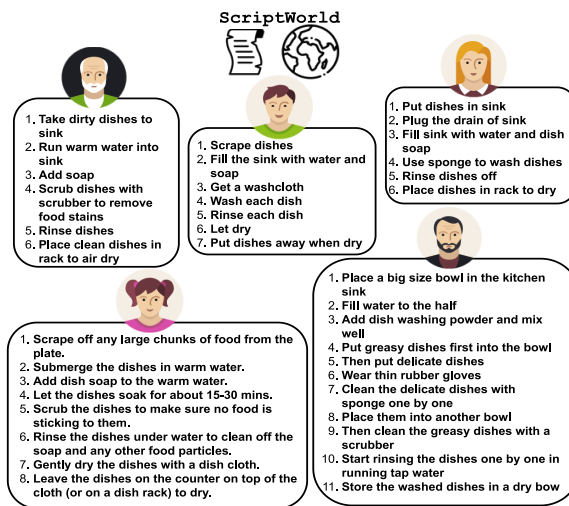 ScriptWorld
1. Take dirty dishes to
sink
2. Run warm water into
sink
3. Add soap
4. Scrub dishes with
scrubber to remove
food stains
5. Rinse dishes
6. Place clean dishes in
rack to air dry
1. Scrape dishes
2. Fill the sink with water and
soap
3. Get a washcloth
4. Wash each dish
5. Rinse each dish
6. Let dry
7. Put dishes away when dry
1. Put dishes in sink
2. Plug the drain of sink
3. Fill sink with water and dish
soap
4. Use sponge to wash dishes
5. Rinse dishes off
6. Place dishes in rack to dry
1. Scrape off any large chunks of food from the
plate.
2. Submerge the dishes in warm water.
3. Add dish soap to the warm water.
4. Let the dishes soak for about 15-30 mins.
5. Scrub the dishes to make sure no food is
sticking to them.
6. Rinse the dishes under water to clean off the
soap and any other food particles.
7. Gently dry the dishes with a dish cloth.
8. Leave the dishes on the counter on top of the
cloth (or on a dish rack) to dry.
1. Place a big size bowl in the kitchen
sink
2. Fill water to the half
3. Add dish washing powder and mix
well
4. Put greasy dishes first into the bowl
5. Then put delicate dishes
6. Wear thin rubber gloves
7. Clean the delicate dishes with
sponge one by one
8. Place them into another bowl
9. Then clean the greasy dishes with a
scrubber
10. Start rinsing the dishes one by one in
running tap water
11. Store the washed dishes in a dry bow